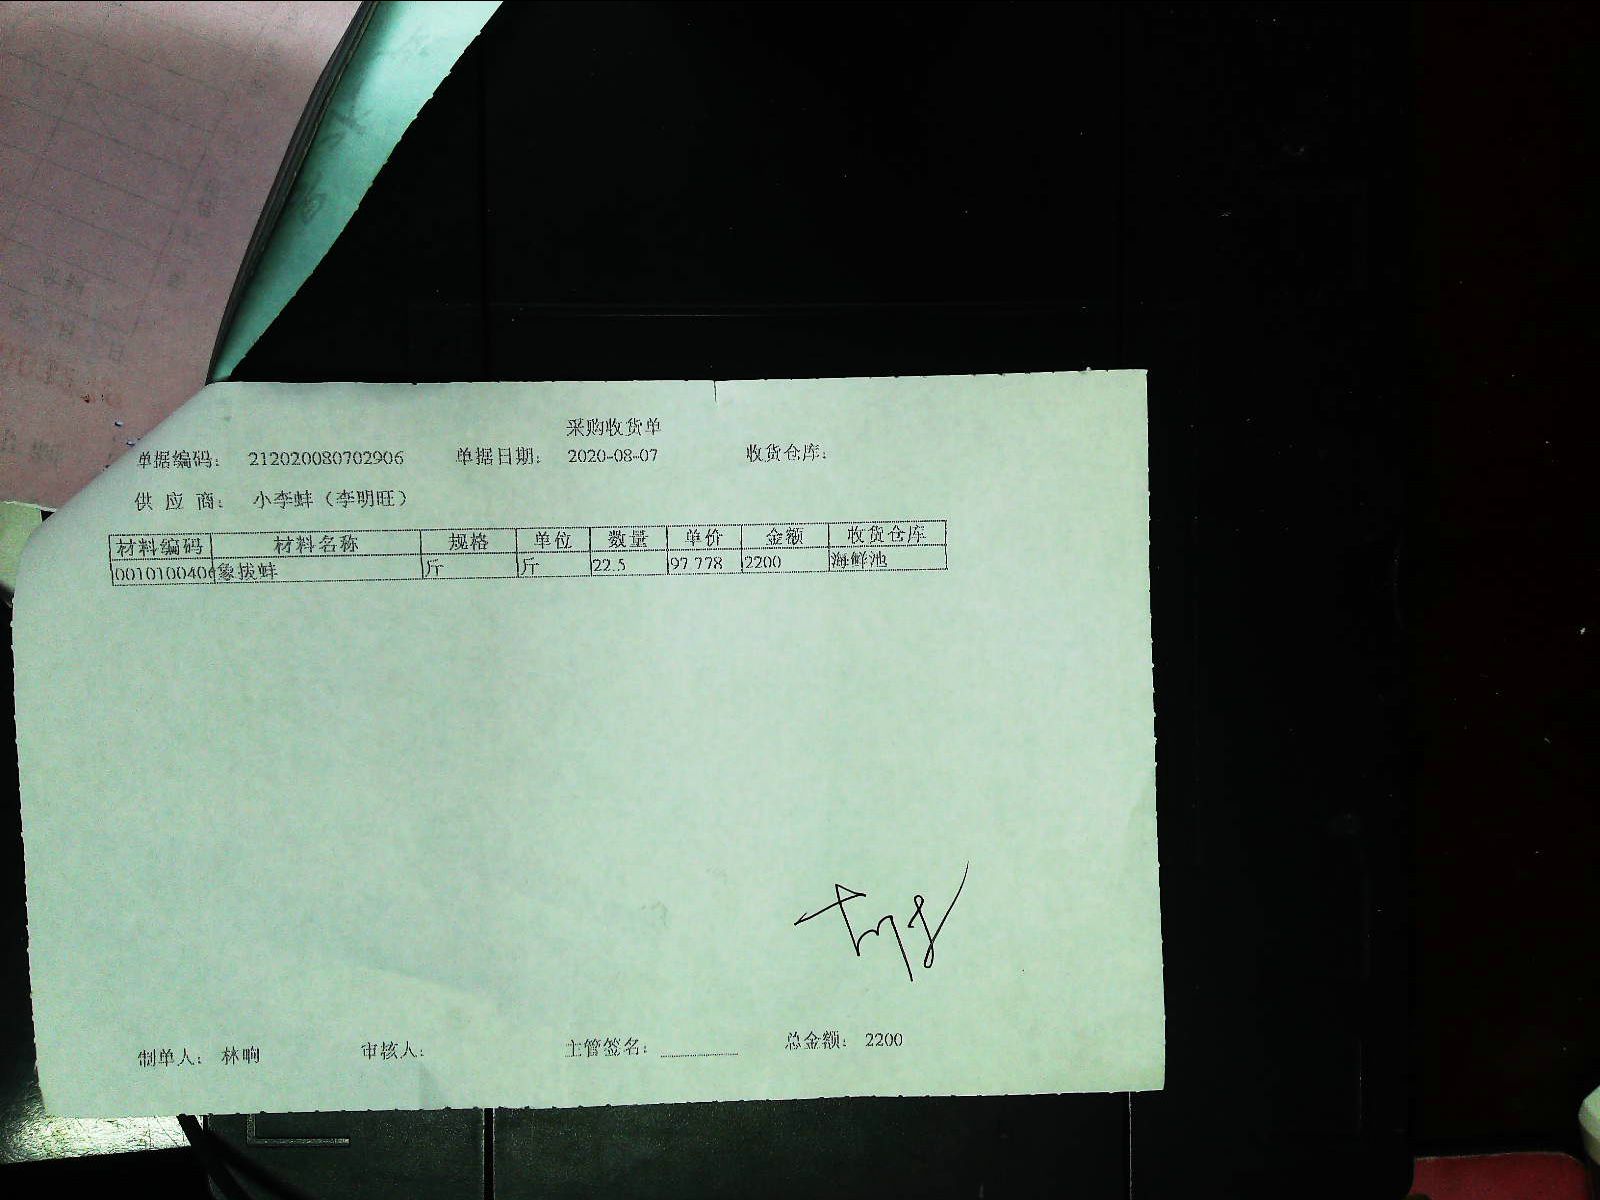 采购收货单
单据编码： 212020080702906 单据日期： 2020-08-07 收货仓库：
供 应 商： 小李蚌（李明旺）
材料编码 材料名称 规格 单位 数量 单价 金额 收货仓库
0010100406 象拔蚌 斤 斤 22.5 97.778 2200 海鲜池
制单人： 林响 审核人： 主管签名： 总金额： 2200